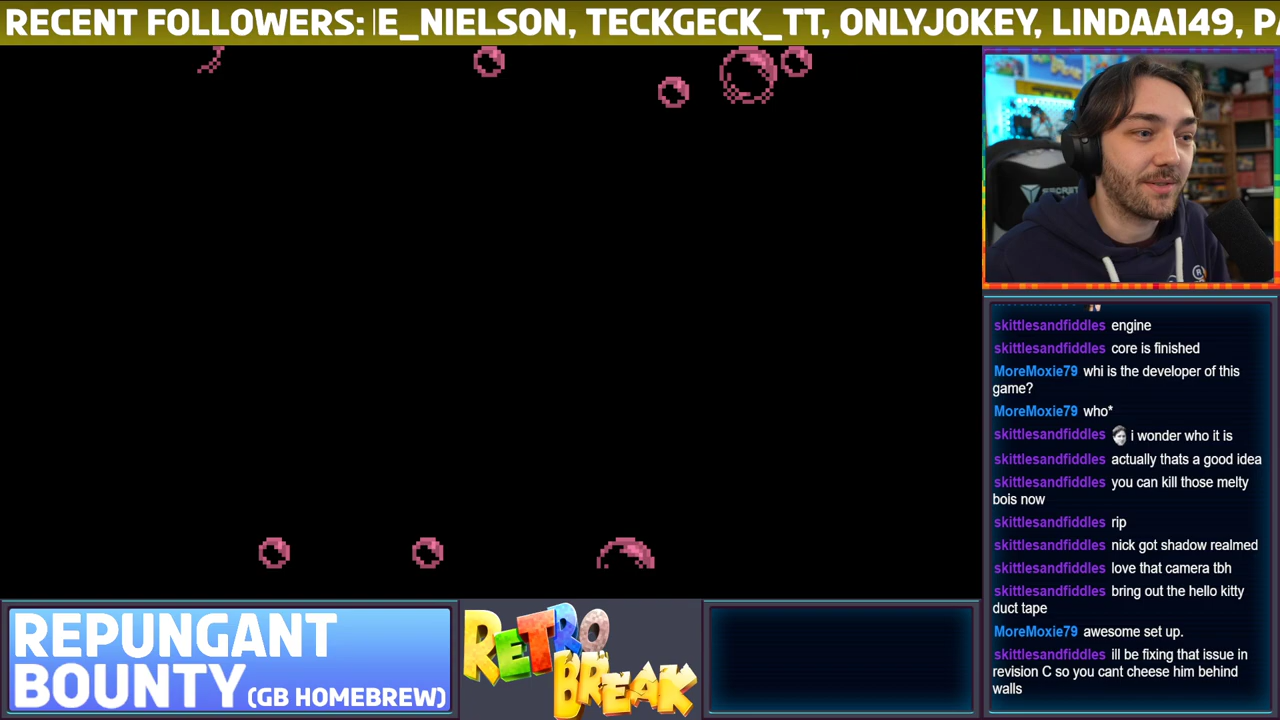 RECENT FOLLOWERS: E_NIELSON, TECKGECK_TT, ONLYJOKEY, LINDAA149, PA
SECRET
skittlesandfiddles engine
skittlesandfiddles core is finished
MoreMoxie79 whi is the developer of this
game?
MoreMoxie79 who*
skittlesandfiddles i wonder who it is
skittlesandfiddles actually thats a good idea
skittlesandfiddles you can kill those melty
bois now
skittlesandfiddles rip
skittlesandfiddles nick got shadow realmed
skittlesandfiddles love that camera tbh
skittlesandfiddles bring out the hello kitty
duct tape
MoreMoxie79 awesome set up.
skittlesandfiddles ill be fixing that issue in
revision C so you cant cheese him behind
walls
REPUNGANT
BOUNTY (GB HOMEBREW)
RETRO
BREAK